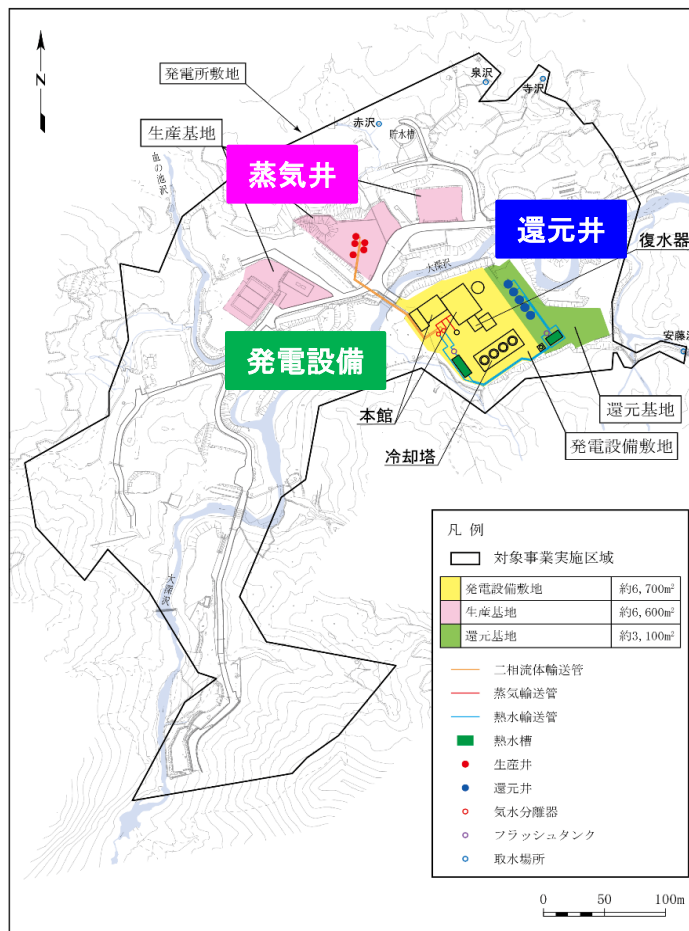 N
発電所敷地
泉沢
寺沢
赤沢
貯水槽
生産基地
血の池沢
蒸気井
還元井
復水器
大深沢
発電設備
安藤沢
本館
還元基地
冷却塔
発電設備敷地
大深沢
凡 例
対象事業実施区域
発電設備敷地 約6,700m²
生産基地 約6,600m²
還元基地 約3,100m²
二相流体輸送管
蒸気輸送管
熱水輸送管
熱水槽
生産井
還元井
気水分離器
フラッシュタンク
取水場所
0 50 100m